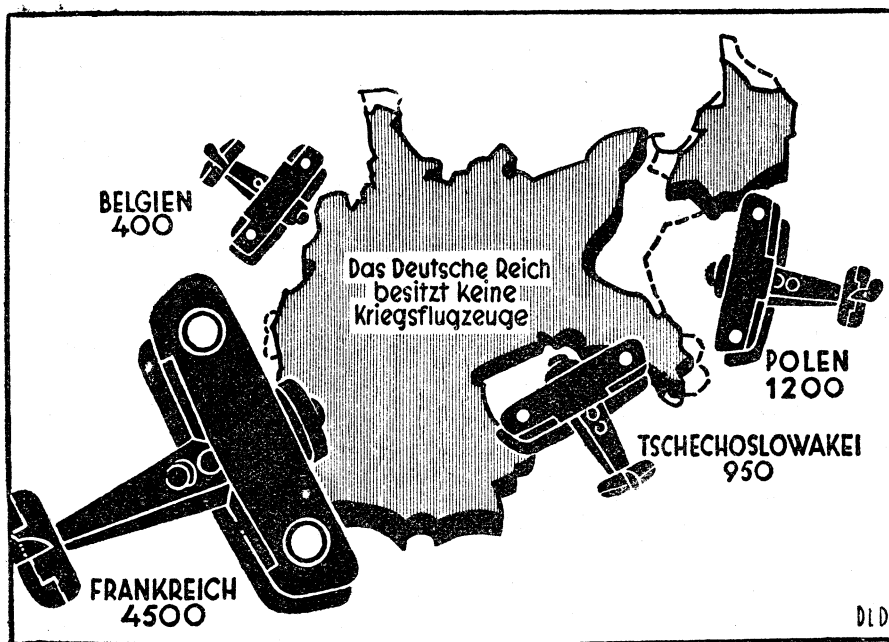 BELGIEN
400
Das Deutsche Reich
besitzt keine
Kriegsflugzeuge
POLEN
1200
TSCHECHOSLOWAKEI
950
FRANKREICH
4500
DLD